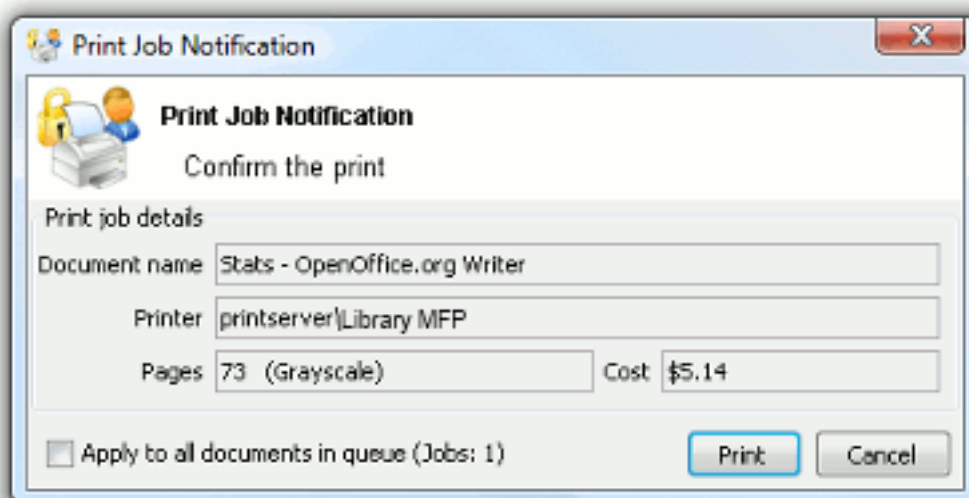 Print Job Notification
Print Job Notification
Confirm the print
Print job details
Document name Stats - OpenOffice.org Writer
Printer printserver\Library MFP
Pages 73 (Grayscale) Cost $5.14
Apply to all documents in queue (Jobs: 1) Print Cancel